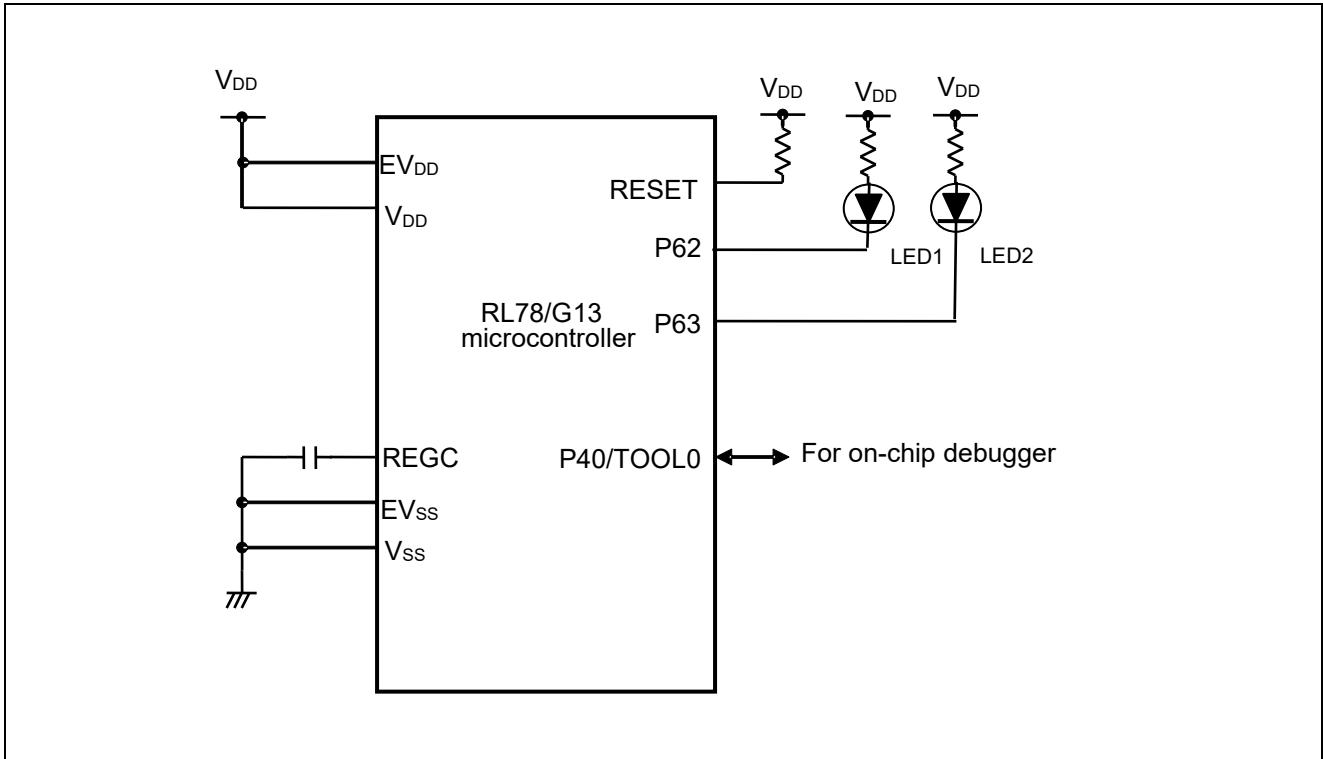 VDD
VDD
VDD
VDD
EVDD
RESET
VDD
P62
LED1
LED2
RL78/G13
microcontroller
P63
REGC
P40/TOOL0
For on-chip debugger
EVSS
VSS